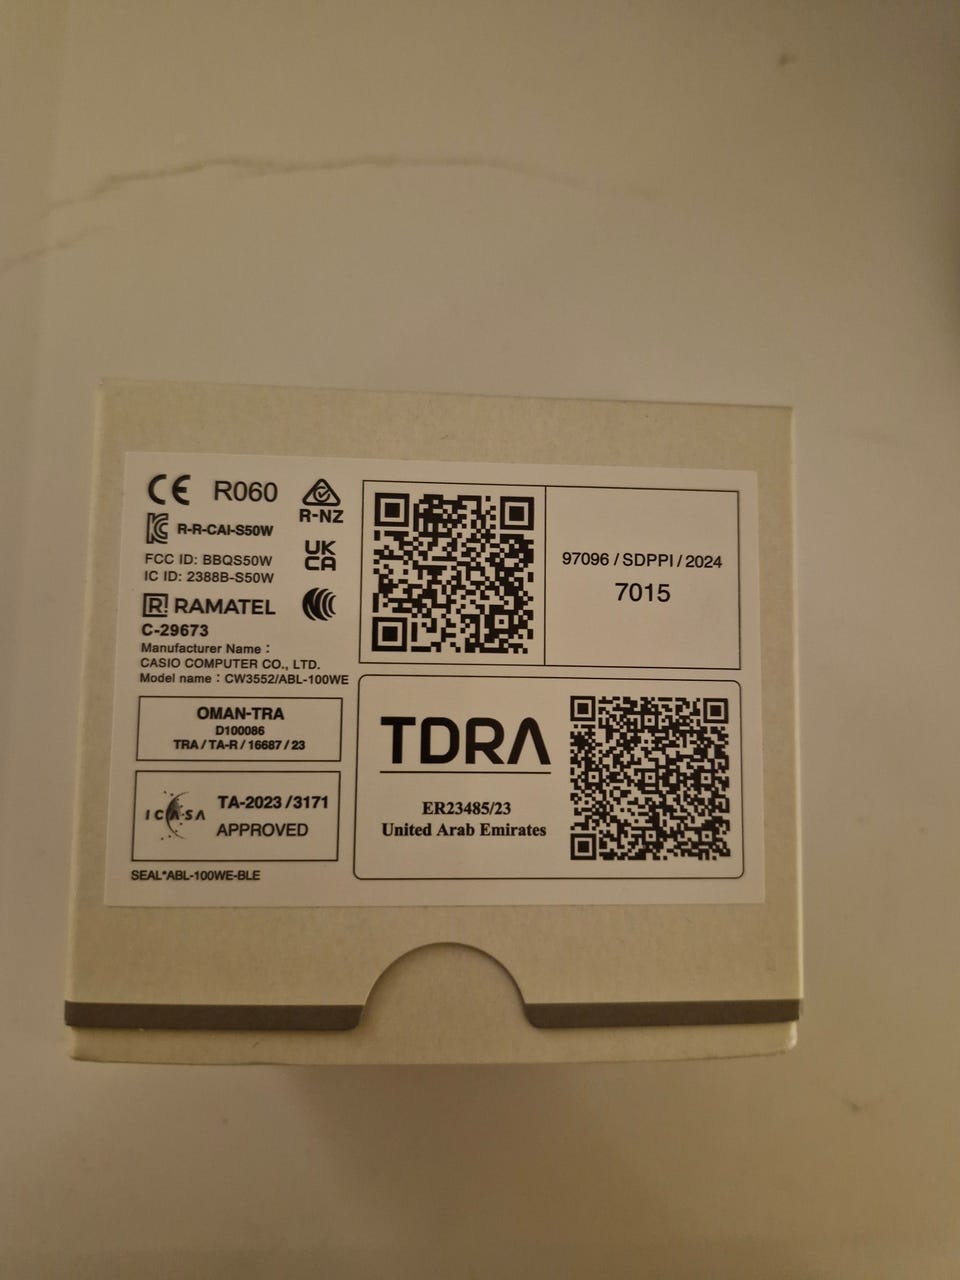 CE R060
R-NZ
R-R-CAI-S50W
FCC ID: BBQS50W
IC ID: 2388B-S50W
UK
CA
R! RAMATEL
C-29673
Manufacturer Name :
CASIO COMPUTER CO., LTD.
Model name : CW3552/ABL-100WE
OMAN-TRA
D100086
TRA / TA-R / 16687 / 23
ICASA
TA-2023 /3171
APPROVED
SEAL*ABL-100WE-BLE
97096 / SDPPI / 2024
7015
TDRA
ER23485/23
United Arab Emirates